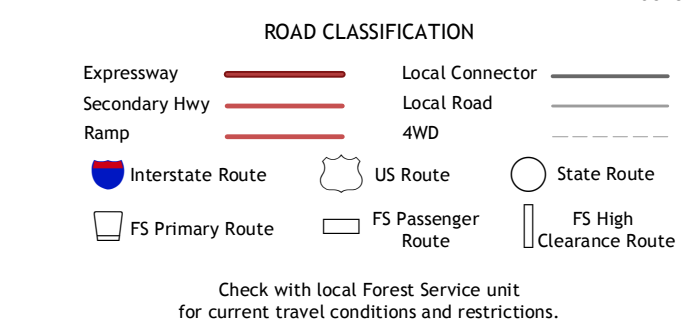 ROAD CLASSIFICATION
Expressway
Local Connector
Secondary Hwy
Local Road
Ramp
4WD
Interstate Route
US Route
State Route
FS Primary Route
FS Passenger
Route
FS High
Clearance Route
Check with local Forest Service unit
for current travel conditions and restrictions.